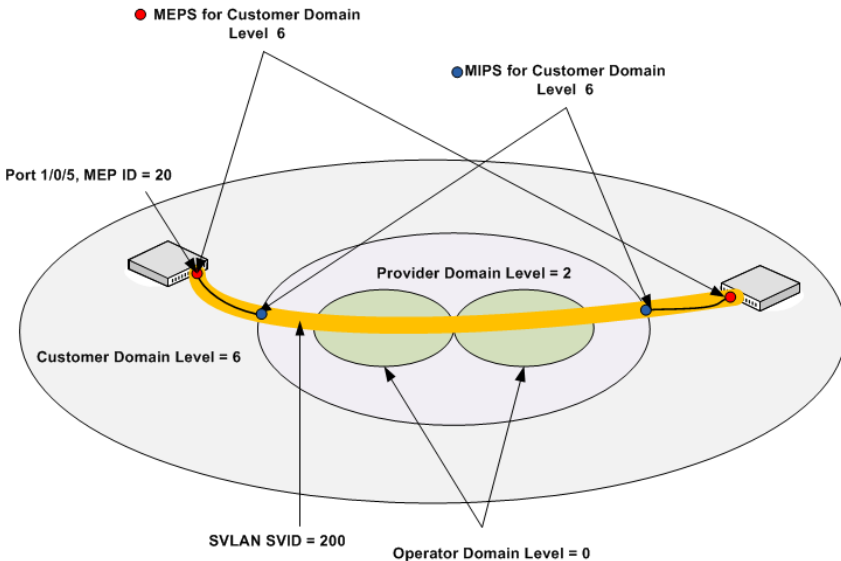 MEPS for Customer Domain
Level 6
MIPS for Customer Domain
Level 6
Port 1/0/5, MEP ID = 20
Provider Domain Level = 2
Customer Domain Level = 6
SVLAN SVID = 200
Operator Domain Level = 0